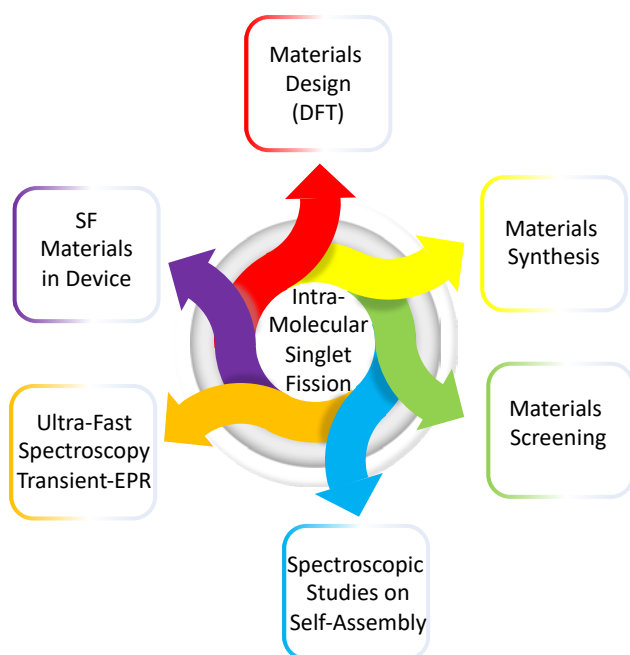 Materials
Design
(DFT)
Materials
Synthesis
Materials
Screening
Spectroscopic
Studies on
Self-Assembly
Ultra-Fast
Spectroscopy
Transient-EPR
SF
Materials
in Device
Intra-
Molecular
Singlet
Fission